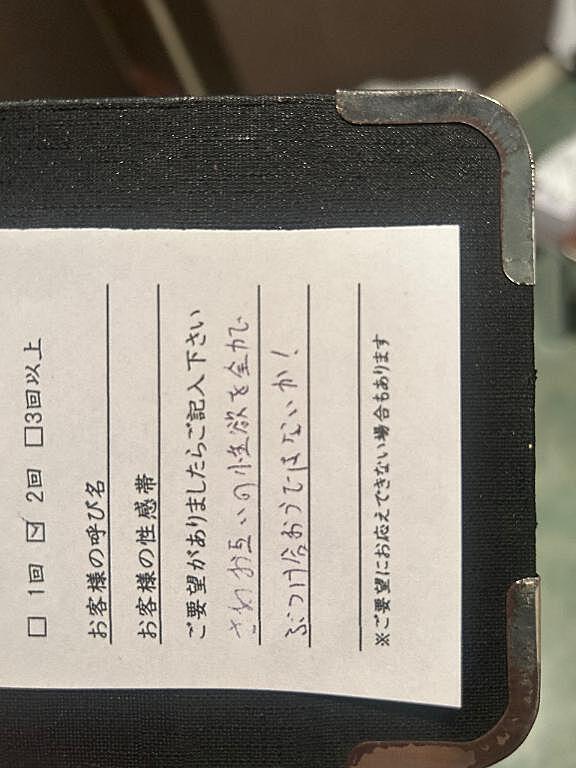 □ 1回 ☑ 2回 □3回以上
お客様の呼び名
お客様の性感帯
ご要望がありましたらご記入下さい
さあお互いの性欲を全力で
ぶつけ合おうではないか!
※ご要望にお応えできない場合もあります